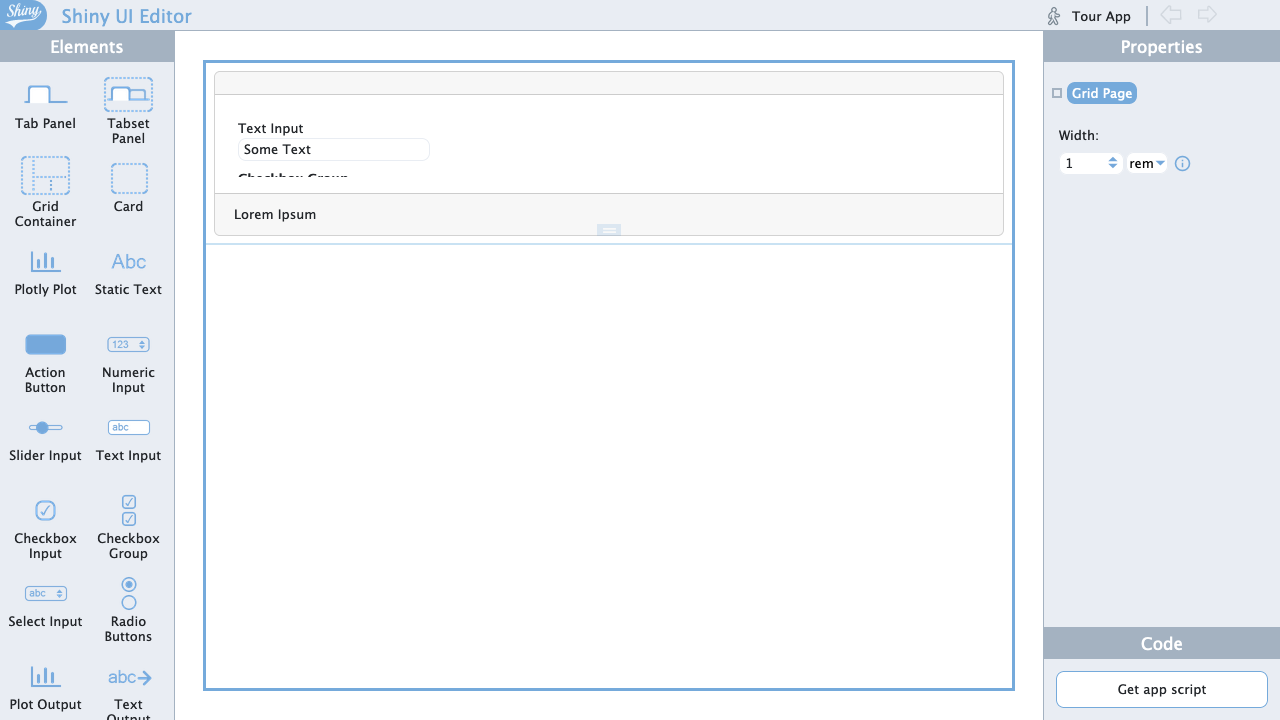 Shiny
Shiny UI Editor
Tour App
Elements
Tab Panel
Tabset
Panel
Grid
Container
Card
Plotly Plot
Abc
Static Text
Action
Button
123
Numeric
Input
Slider Input
abc
Text Input
Checkbox
Input
Checkbox
Group
abc
Select Input
Radio
Buttons
Plot Output
abc
Text
Output
Text Input
Some Text
Checkbox Group
Lorem Ipsum
Properties
Grid Page
Width:
1
rem
Code
Get app script